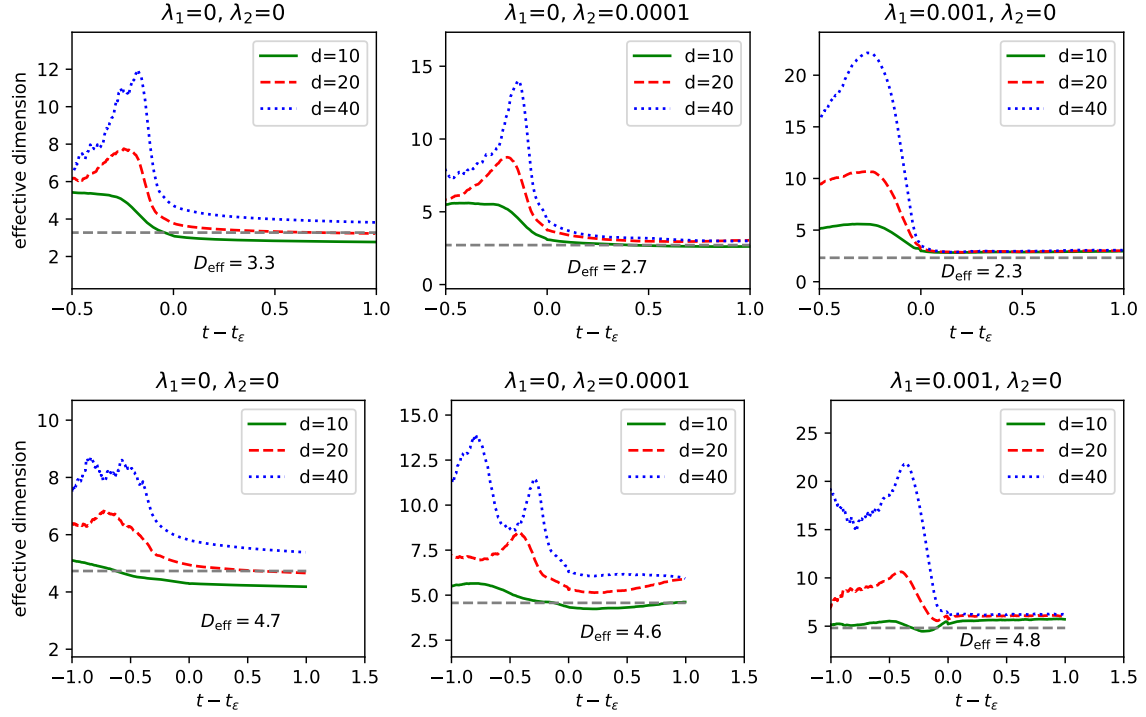 λ₁=0, λ₂=0
effective dimension
12
10
8
6
4
2
d=10
d=20
d=40
D_eff = 3.3
−0.5 0.0 0.5 1.0
t − t_ε
λ₁=0, λ₂=0.0001
15
10
5
0
d=10
d=20
d=40
D_eff = 2.7
−0.5 0.0 0.5 1.0
t − t_ε
λ₁=0.001, λ₂=0
20
15
10
5
0
d=10
d=20
d=40
D_eff = 2.3
−0.5 0.0 0.5 1.0
t − t_ε
λ₁=0, λ₂=0
effective dimension
10
8
6
4
2
d=10
d=20
d=40
D_eff = 4.7
−1.0 −0.5 0.0 0.5 1.0 1.5
t − t_ε
λ₁=0, λ₂=0.0001
15.0
12.5
10.0
7.5
5.0
2.5
d=10
d=20
d=40
D_eff = 4.6
−1.0 −0.5 0.0 0.5 1.0 1.5
t − t_ε
λ₁=0.001, λ₂=0
25
20
15
10
5
d=10
d=20
d=40
D_eff = 4.8
−1.0 −0.5 0.0 0.5 1.0 1.5
t − t_ε